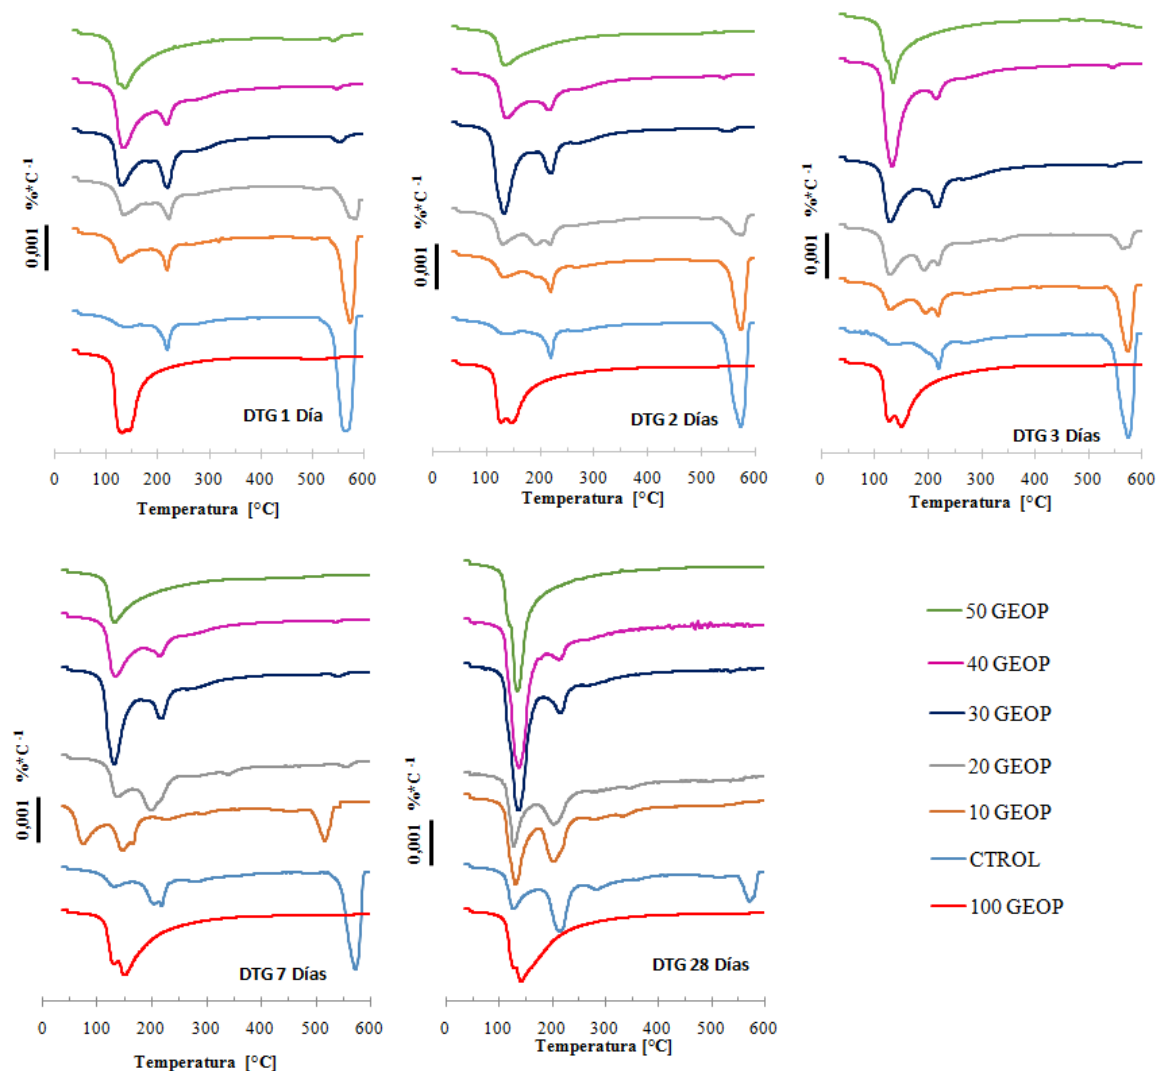 0,001 %*C -1
DTG 1 Día
0 100 200 300 400 500 600
Temperatura [°C]
0,001 %*C -1
DTG 2 Días
0 100 200 300 400 500 600
Temperatura [°C]
0,001 %*C -1
DTG 3 Días
0 100 200 300 400 500 600
Temperatura [°C]
0,001 %*C -1
DTG 7 Días
0 100 200 300 400 500 600
Temperatura [°C]
0,001 %*C -1
DTG 28 Días
0 100 200 300 400 500 600
Temperatura [°C]
50 GEOP
40 GEOP
30 GEOP
20 GEOP
10 GEOP
CTROL
100 GEOP